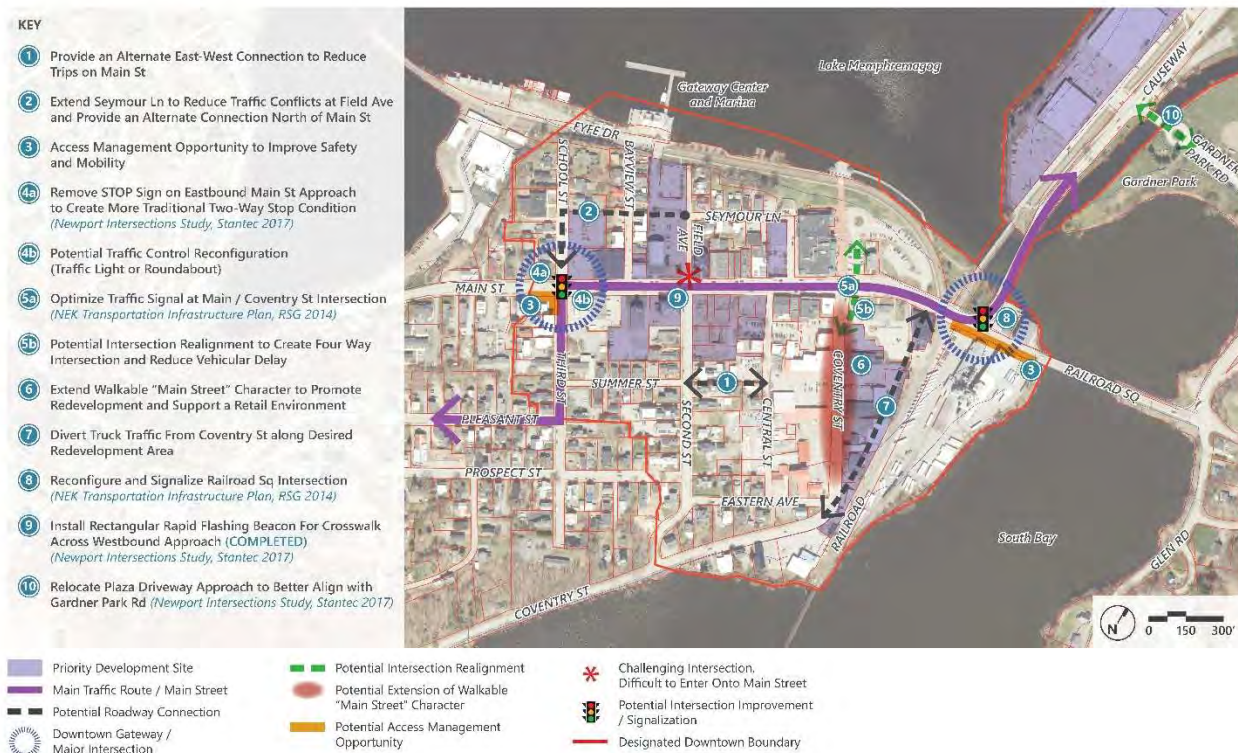 KEY
1 Provide an Alternate East-West Connection to Reduce
Trips on Main St
2 Extend Seymour Ln to Reduce Traffic Conflicts at Field Ave
and Provide an Alternate Connection North of Main St
3 Access Management Opportunity to Improve Safety
and Mobility
4a Remove STOP Sign on Eastbound Main St Approach
to Create More Traditional Two-Way Stop Condition
(Newport Intersections Study, Stantec 2017)
4b Potential Traffic Control Reconfiguration
(Traffic Light or Roundabout)
5a Optimize Traffic Signal at Main / Coventry St Intersection
(NEK Transportation Infrastructure Plan, RSG 2014)
5b Potential Intersection Realignment to Create Four Way
Intersection and Reduce Vehicular Delay
6 Extend Walkable "Main Street" Character to Promote
Redevelopment and Support a Retail Environment
7 Divert Truck Traffic From Coventry St along Desired
Redevelopment Area
8 Reconfigure and Signalize Railroad Sq Intersection
(NEK Transportation Infrastructure Plan, RSG 2014)
9 Install Rectangular Rapid Flashing Beacon For Crosswalk
Across Westbound Approach (COMPLETED)
(Newport Intersections Study, Stantec 2017)
10 Relocate Plaza Driveway Approach to Better Align with
Gardner Park Rd (Newport Intersections Study, Stantec 2017)
Lake Memphremagog
Gateway Center
and Marina
CAUSEWAY
10
GARDNER
PARK RD
Gardner Park
FYFE DR
SCHOOL ST
BAYVIEW ST
2
SEYMOUR LN
FIELD
AVE
4a
MAIN ST
3
4b
9
5a
5b
8
3
RAILROAD SQ.
THIRD ST
SUMMER ST
1
COVENTRY ST
6
7
PLEASANT ST
SECOND ST
CENTRAL ST
PROSPECT ST
EASTERN AVE
RAILROAD
South Bay
GLEN RD
COVENTRY ST
N
0 150 300'
Priority Development Site
Main Traffic Route / Main Street
Potential Roadway Connection
Downtown Gateway /
Major Intersection
Potential Intersection Realignment
Potential Extension of Walkable
"Main Street" Character
Potential Access Management
Opportunity
Challenging Intersection,
Difficult to Enter Onto Main Street
Potential Intersection Improvement
/ Signalization
Designated Downtown Boundary